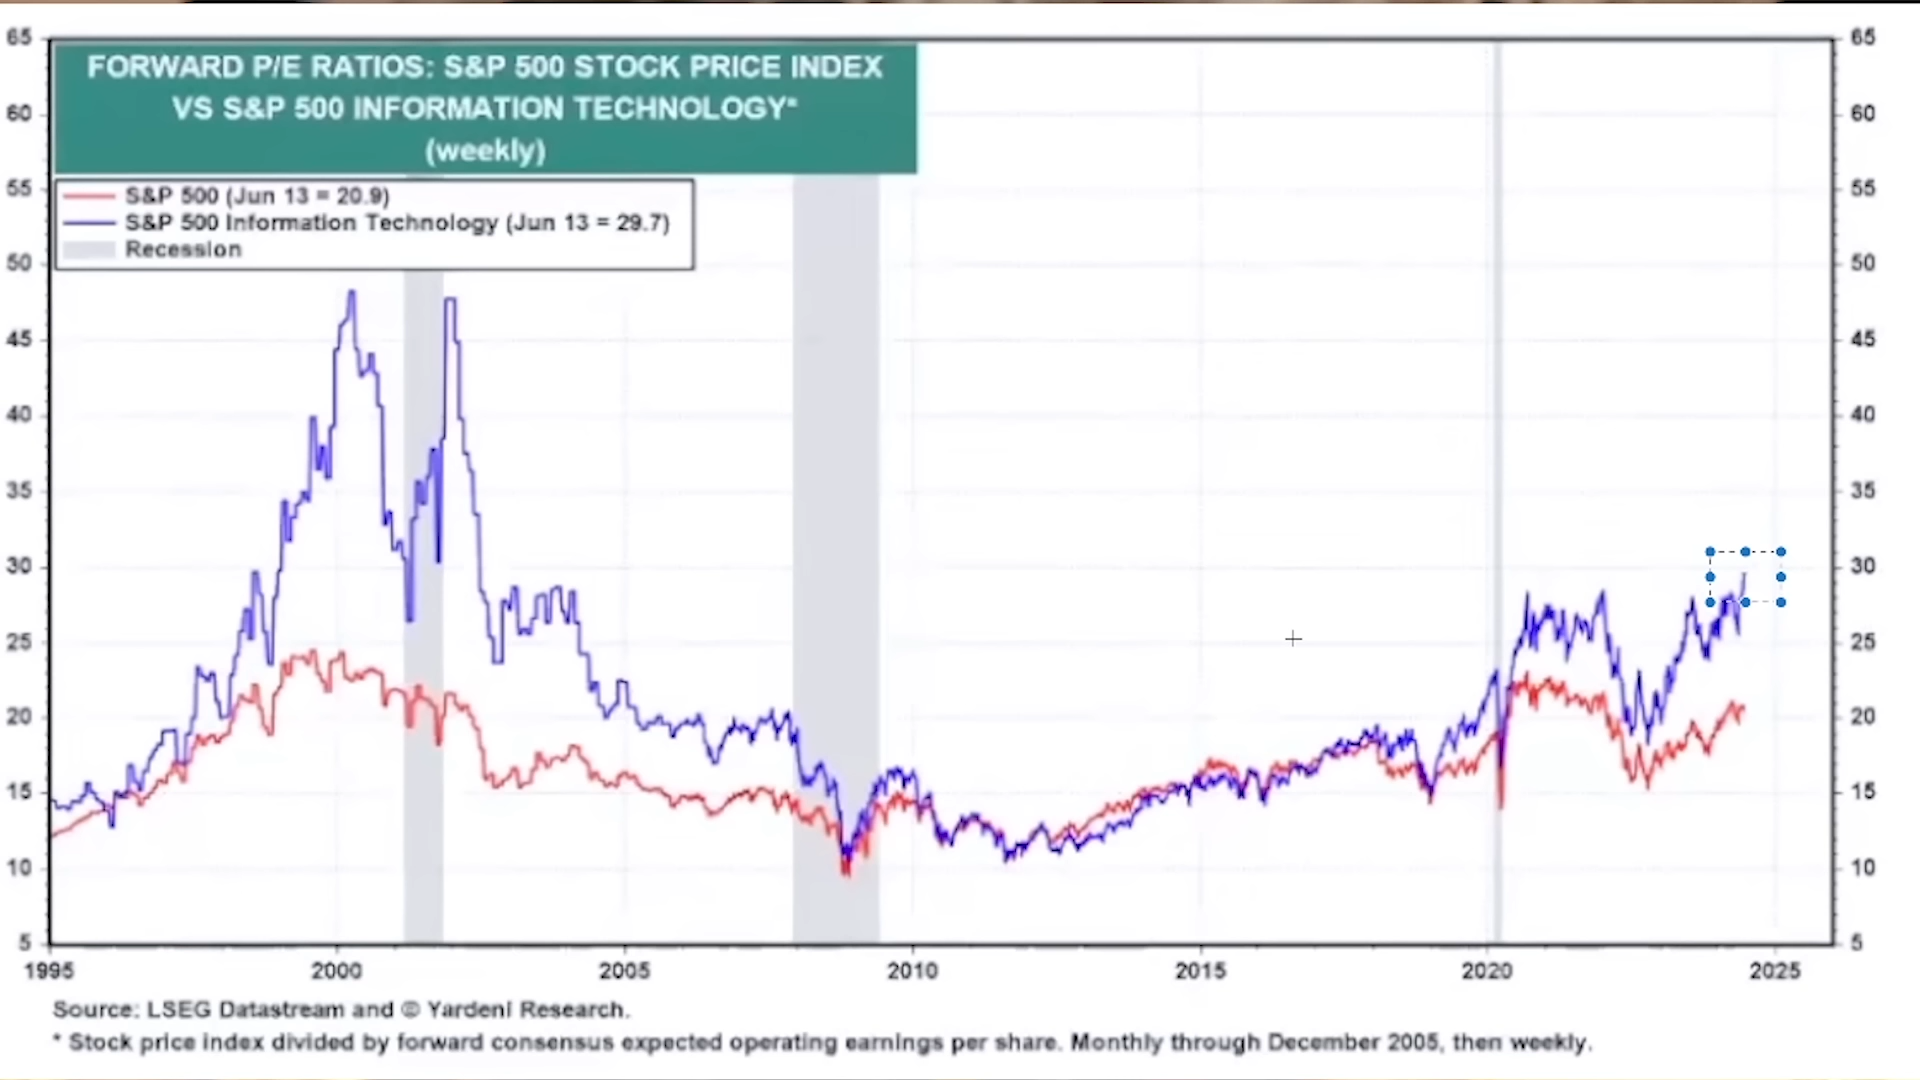 FORWARD P/E RATIOS: S&P 500 STOCK PRICE INDEX
VS S&P 500 INFORMATION TECHNOLOGY*
(weekly)
S&P 500 (Jun 13 = 20.9)
S&P 500 Information Technology (Jun 13 = 29.7)
Recession
65 65
60 60
55 55
50 50
45 45
40 40
35 35
30 30
25 25
20 20
15 15
10 10
5 5
1995 2000 2005 2010 2015 2020 2025
Source: LSEG Datastream and © Yardeni Research.
* Stock price index divided by forward consensus expected operating earnings per share. Monthly through December 2005, then weekly.